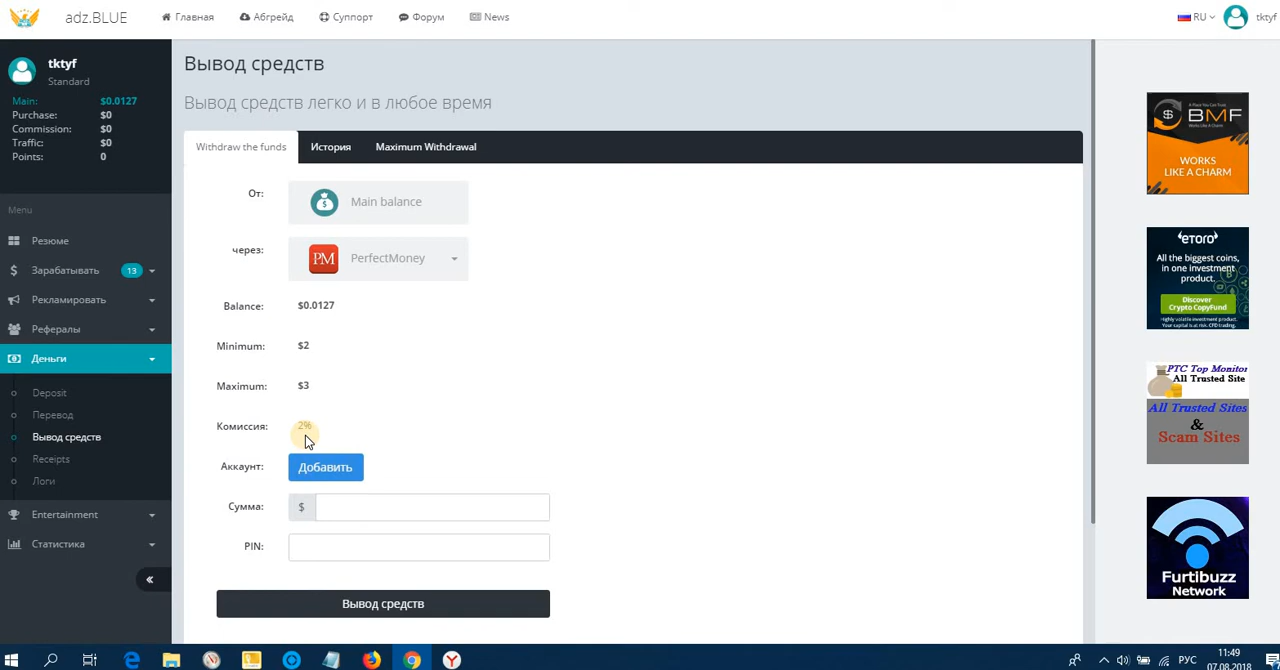 adz.BLUE
Главная
Абгрейд
Суппорт
Форум
News
RU
tktyf
tktyf
Standard
Main: $0.0127
Purchase: $0
Commission: $0
Traffic: $0
Points: 0
Menu
Резюме
Зарабатывать 13
Рекламировать
Рефералы
Деньги
Deposit
Перевод
Вывод средств
Receipts
Логи
Entertainment
Статистика
Вывод средств
Вывод средств легко и в любое время
Withdraw the funds
История
Maximum Withdrawal
От: Main balance
через: PM PerfectMoney
Balance: $0.0127
Minimum: $2
Maximum: $3
Комиссия: 2%
Аккаунт: Добавить
Сумма: $
PIN:
Вывод средств
BMF
WORKS
LIKE A CHARM
eTORO
All the biggest coins,
in one investment
product.
Discover
Crypto CopyFund
PTC Top Monitor
All Trusted Site
All Trusted Sites
&
Scam Sites
Furtibuzz
Network
РУС
11:49
07.08.2018